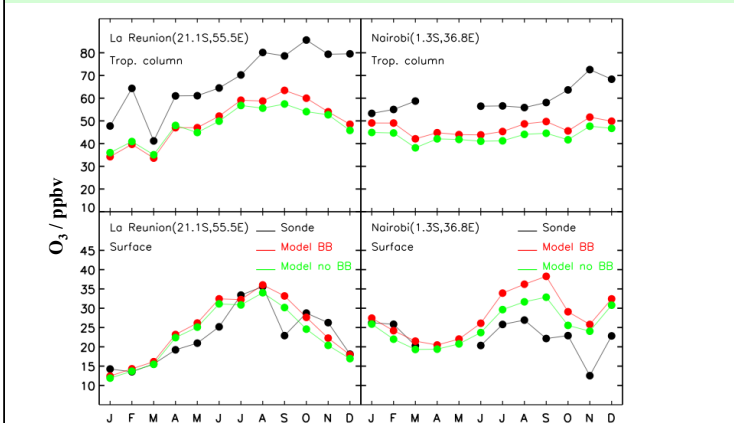 La Reunion(21.1S,55.5E)
Trop. column
Nairobi(1.3S,36.8E)
Trop. column
80
70
60
50
40
30
20
10
O₃ / ppbv
La Reunion(21.1S,55.5E)
Surface
Sonde
Model BB
Model no BB
Nairobi(1.3S,36.8E)
Surface
Sonde
Model BB
Model no BB
45
40
35
30
25
20
15
10
J F M A M J J A S O N D
J F M A M J J A S O N D